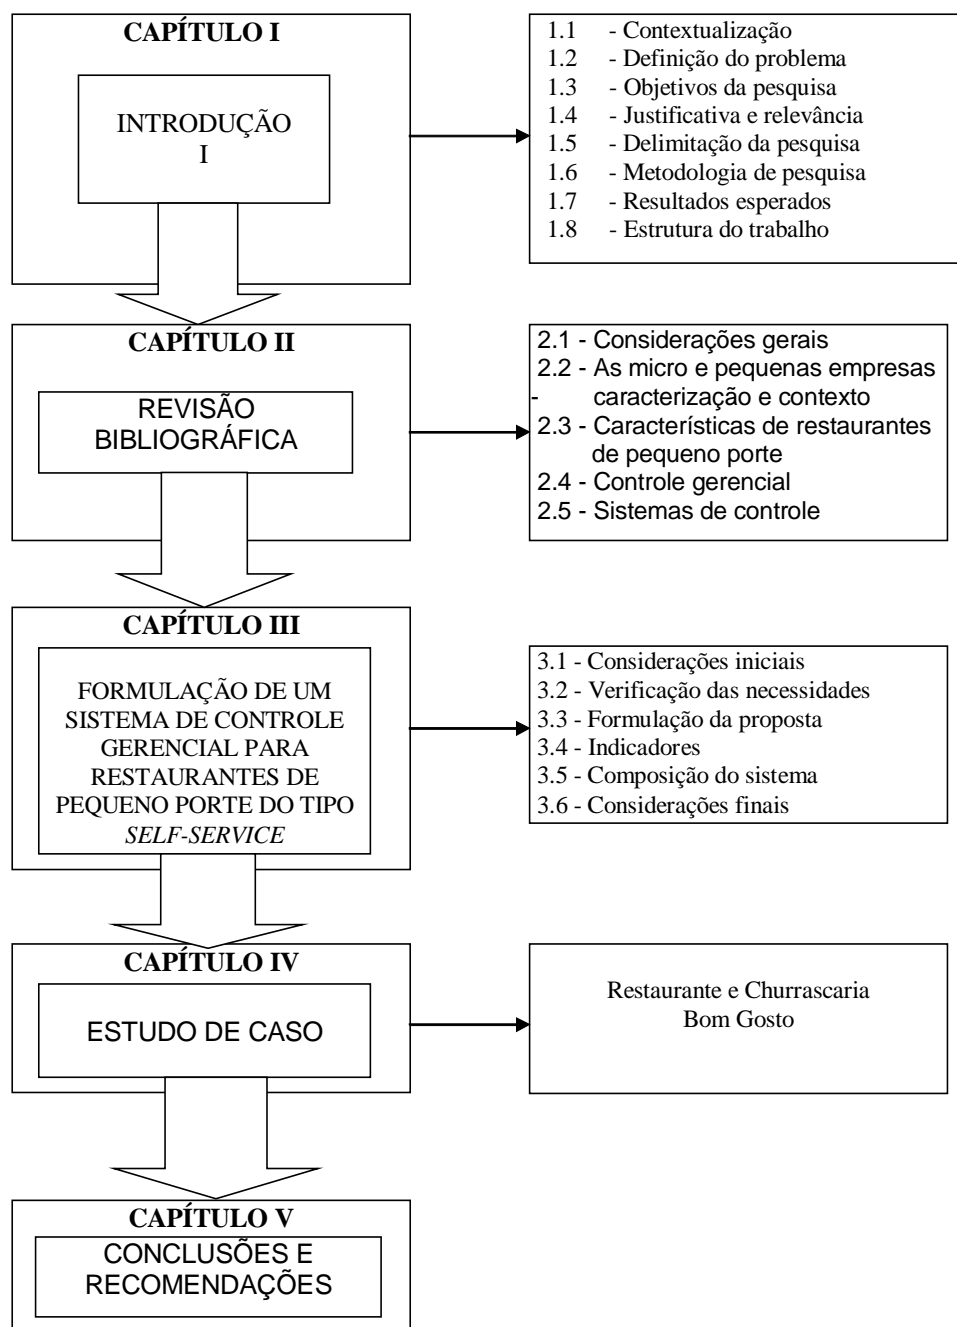 CAPÍTULO I
INTRODUÇÃO
I
1.1 - Contextualização
1.2 - Definição do problema
1.3 - Objetivos da pesquisa
1.4 - Justificativa e relevância
1.5 - Delimitação da pesquisa
1.6 - Metodologia de pesquisa
1.7 - Resultados esperados
1.8 - Estrutura do trabalho
CAPÍTULO II
REVISÃO
BIBLIOGRÁFICA
2.1 - Considerações gerais
2.2 - As micro e pequenas empresas
- caracterização e contexto
2.3 - Características de restaurantes
de pequeno porte
2.4 - Controle gerencial
2.5 - Sistemas de controle
CAPÍTULO III
FORMULAÇÃO DE UM
SISTEMA DE CONTROLE
GERENCIAL PARA
RESTAURANTES DE
PEQUENO PORTE DO TIPO
SELF-SERVICE
3.1 - Considerações iniciais
3.2 - Verificação das necessidades
3.3 - Formulação da proposta
3.4 - Indicadores
3.5 - Composição do sistema
3.6 - Considerações finais
CAPÍTULO IV
ESTUDO DE CASO
Restaurante e Churrascaria
Bom Gosto
CAPÍTULO V
CONCLUSÕES E
RECOMENDAÇÕES